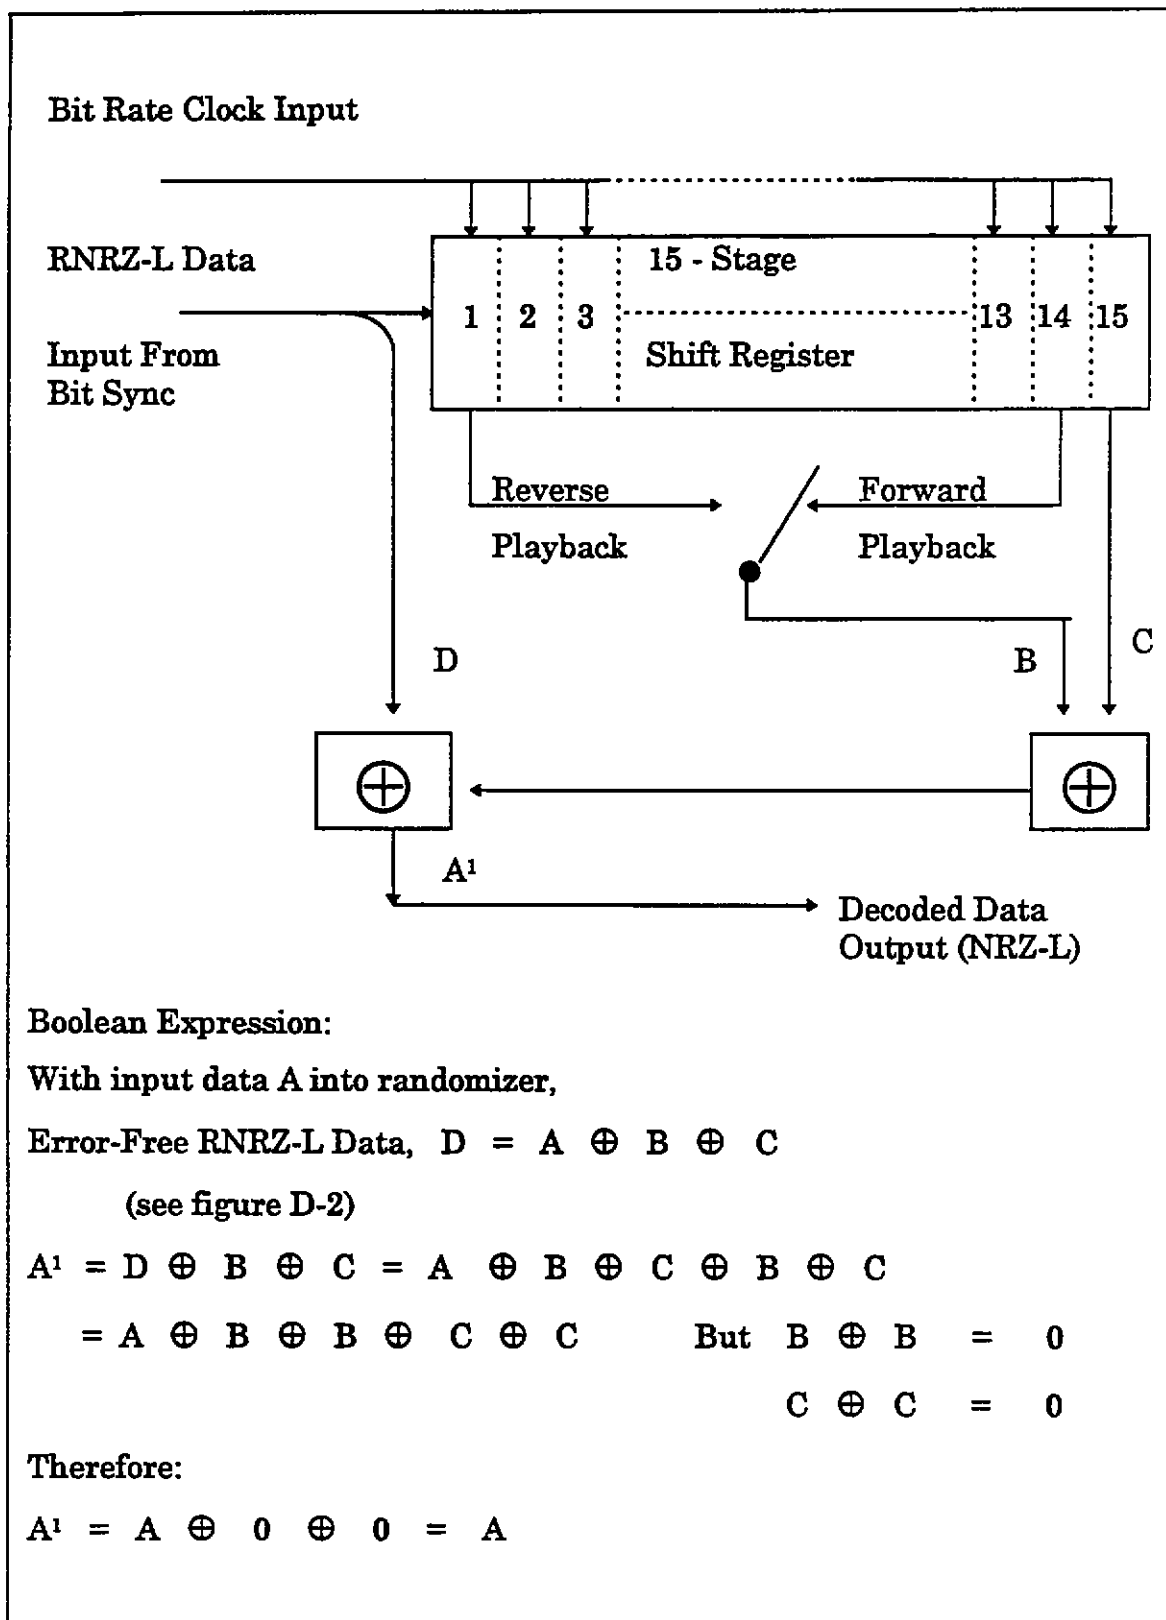 Bit Rate Clock Input
RNRZ-L Data
15 - Stage
1 2 3 13 14 15
Input From
Bit Sync
Shift Register
Reverse
Forward
Playback
Playback
D
B
C
⊕
⊕
A¹
Decoded Data
Output (NRZ-L)
Boolean Expression:
With input data A into randomizer,
Error-Free RNRZ-L Data, D = A ⊕ B ⊕ C
(see figure D-2)
A¹ = D ⊕ B ⊕ C = A ⊕ B ⊕ C ⊕ B ⊕ C
= A ⊕ B ⊕ B ⊕ C ⊕ C But B ⊕ B = 0
C ⊕ C = 0
Therefore:
A¹ = A ⊕ 0 ⊕ 0 = A